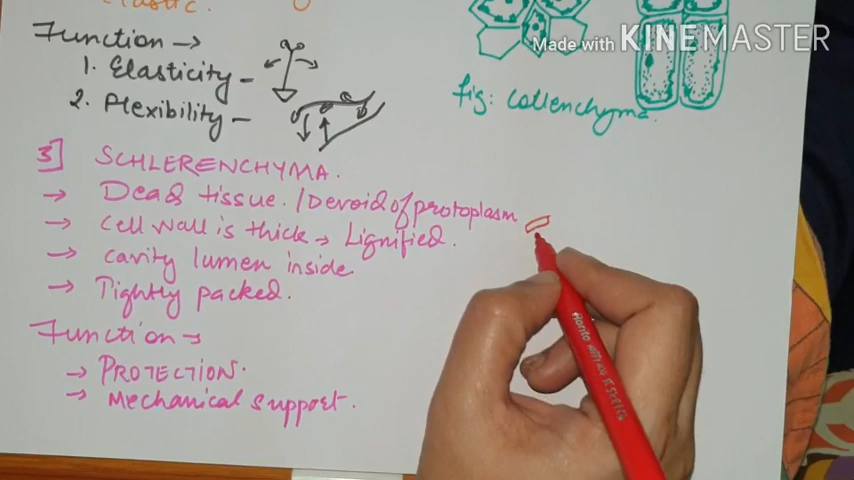 elastic.
Function →
1. Elasticity -
2. Flexibility -
fig: Collenchyma.
3] SCHLERENCHYMA.
→ Dead tissue. / Devoid of protoplasm
→ Cell wall is thick → Lignified.
→ cavity lumen inside
→ Tightly packed.
Function →
→ PROTECTION.
→ Mechanical support.
Made with KINEMASTER